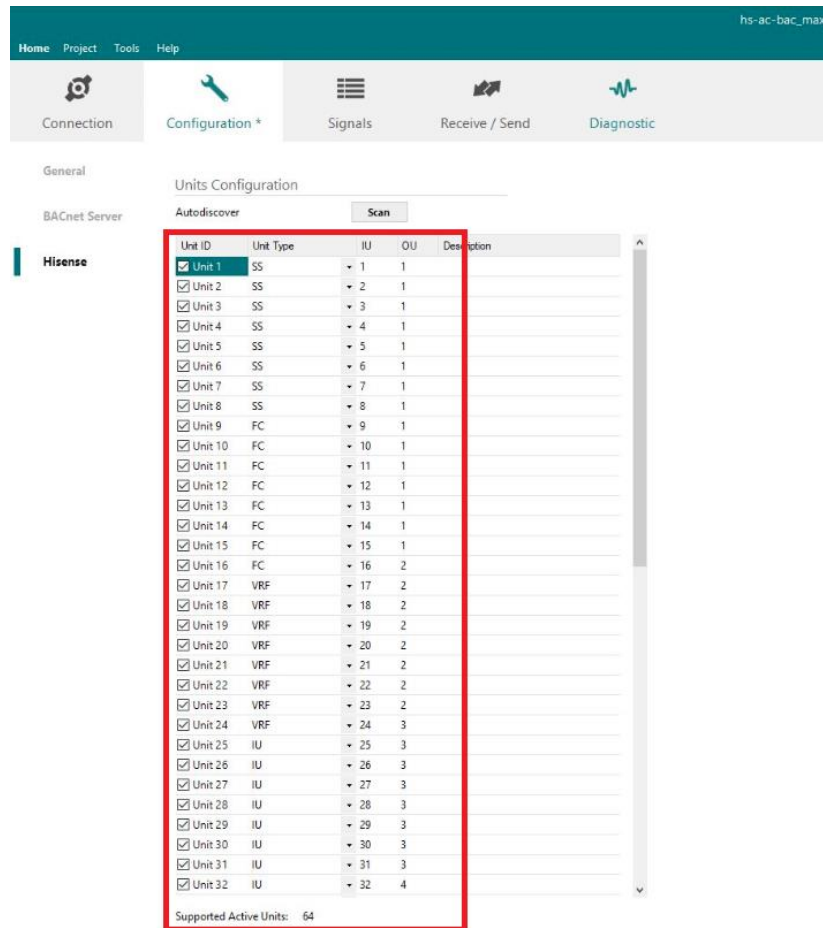 hs-ac-bac_max
Home Project Tools Help
Connection Configuration * Signals Receive / Send Diagnostic
General
Units Configuration
BACnet Server
Autodiscover Scan
Hisense
Unit ID Unit Type IU OU Description
Unit 1 SS 1 1
Unit 2 SS 2 1
Unit 3 SS 3 1
Unit 4 SS 4 1
Unit 5 SS 5 1
Unit 6 SS 6 1
Unit 7 SS 7 1
Unit 8 SS 8 1
Unit 9 FC 9 1
Unit 10 FC 10 1
Unit 11 FC 11 1
Unit 12 FC 12 1
Unit 13 FC 13 1
Unit 14 FC 14 1
Unit 15 FC 15 1
Unit 16 FC 16 2
Unit 17 VRF 17 2
Unit 18 VRF 18 2
Unit 19 VRF 19 2
Unit 20 VRF 20 2
Unit 21 VRF 21 2
Unit 22 VRF 22 2
Unit 23 VRF 23 2
Unit 24 VRF 24 3
Unit 25 IU 25 3
Unit 26 IU 26 3
Unit 27 IU 27 3
Unit 28 IU 28 3
Unit 29 IU 29 3
Unit 30 IU 30 3
Unit 31 IU 31 3
Unit 32 IU 32 4
Supported Active Units: 64